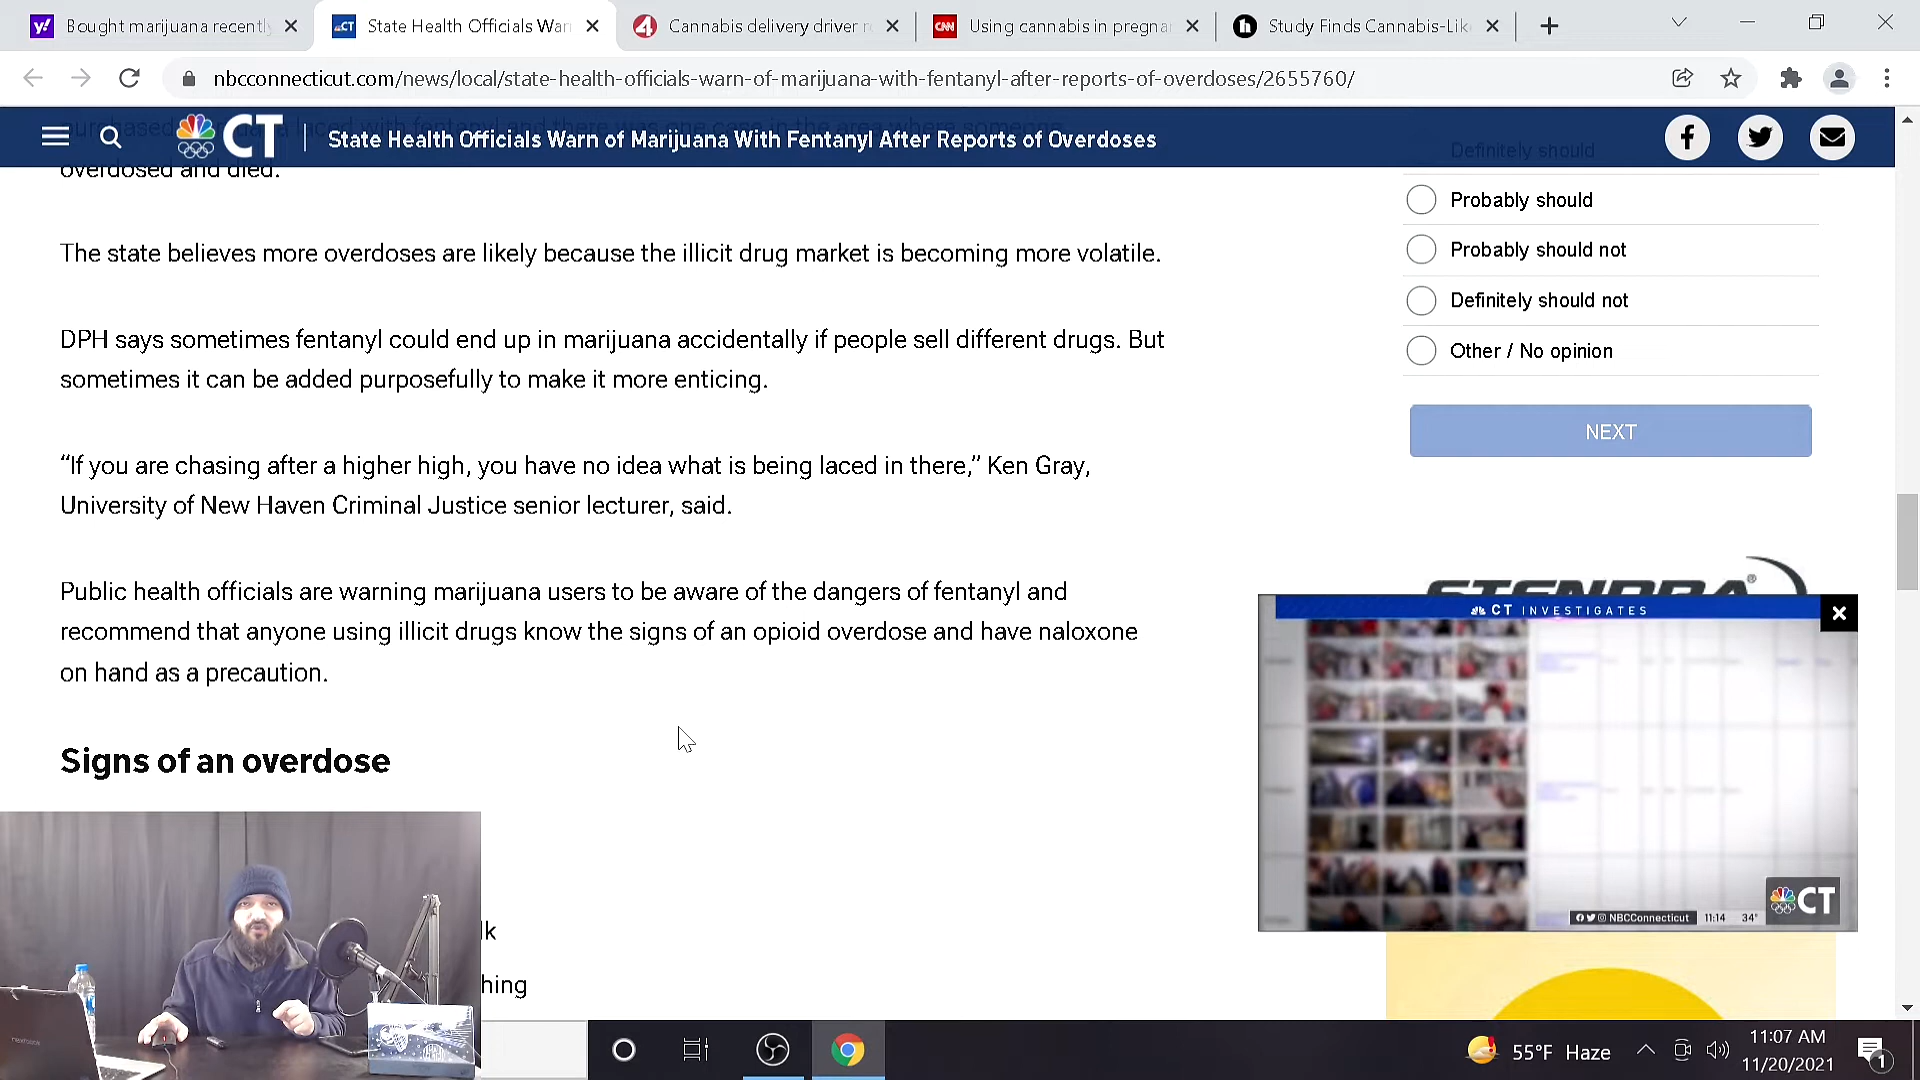 Bought marijuana recently
State Health Officials Warn
Cannabis delivery driver
Using cannabis in pregna
Study Finds Cannabis-Lik
nbcconnecticut.com/news/local/state-health-officials-warn-of-marijuana-with-fentanyl-after-reports-of-overdoses/2655760/
CT
State Health Officials Warn of Marijuana With Fentanyl After Reports of Overdoses
overdosed and died.
The state believes more overdoses are likely because the illicit drug market is becoming more volatile.
DPH says sometimes fentanyl could end up in marijuana accidentally if people sell different drugs. But
sometimes it can be added purposefully to make it more enticing.
“If you are chasing after a higher high, you have no idea what is being laced in there,” Ken Gray,
University of New Haven Criminal Justice senior lecturer, said.
Public health officials are warning marijuana users to be aware of the dangers of fentanyl and
recommend that anyone using illicit drugs know the signs of an opioid overdose and have naloxone
on hand as a precaution.
Signs of an overdose
lk
hing
Definitely should
Probably should
Probably should not
Definitely should not
Other / No opinion
NEXT
STENDRA®
CT INVESTIGATES
NBCConnecticut 11:14 34°
CT
55°F Haze
11:07 AM
11/20/2021
1